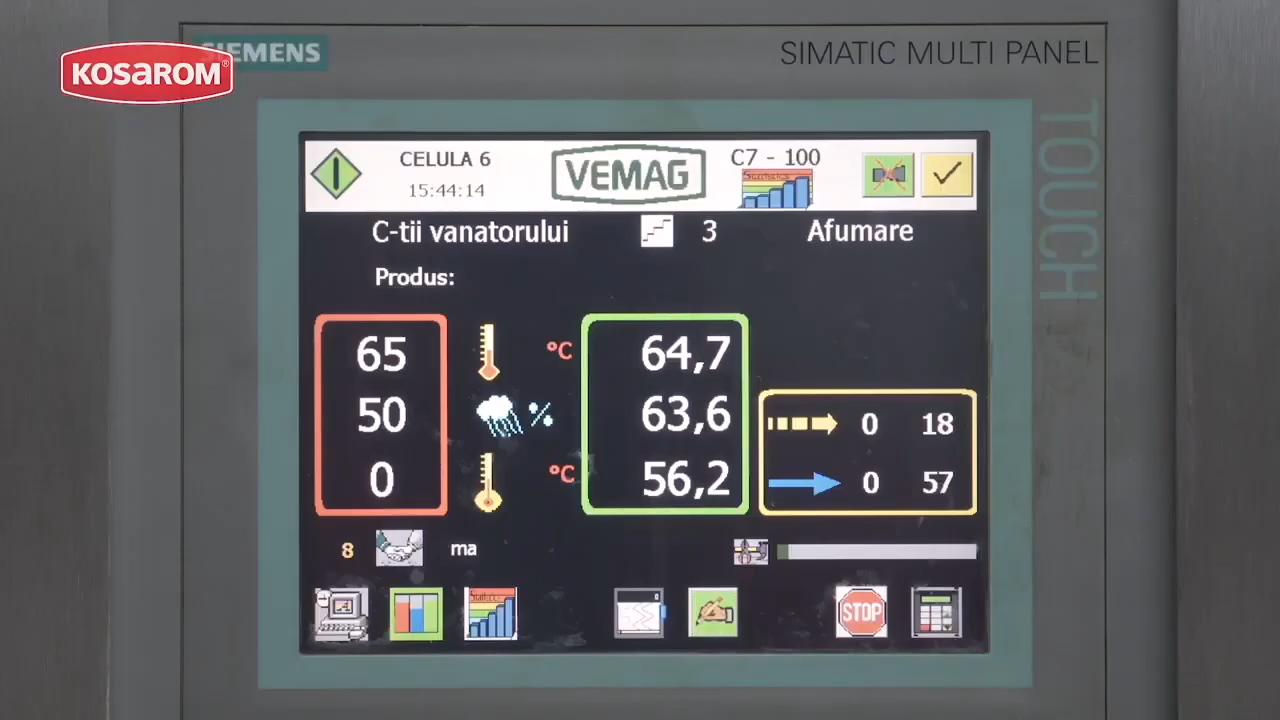 SIEMENS
KOSAROM®
SIMATIC MULTI PANEL
TOUCH
CELULA 6
15:44:14
VEMAG
C7 - 100
C-tii vanatorului
3
Afumare
Produs:
65
°C
64,7
50
%
63,6
0 18
0
°C
56,2
0 57
8
ma
STOP